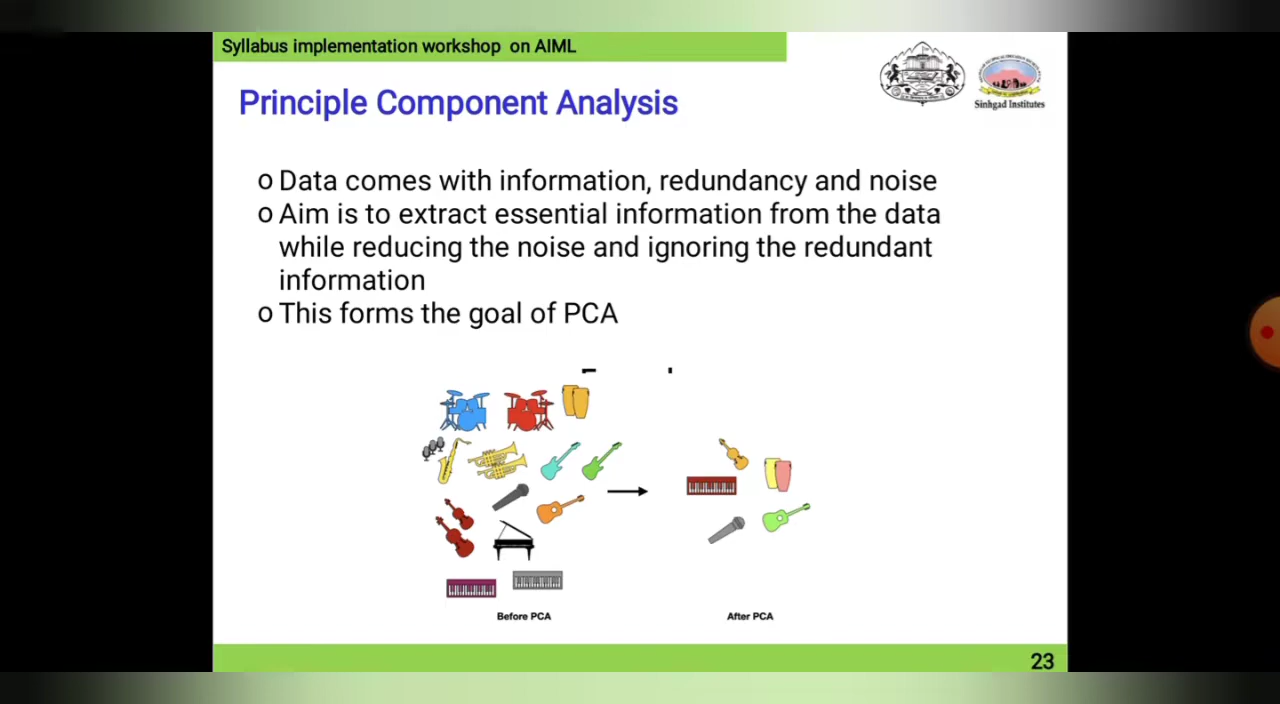 Syllabus implementation workshop on AIML
Sinhgad Institutes
Principle Component Analysis
o Data comes with information, redundancy and noise
o Aim is to extract essential information from the data
while reducing the noise and ignoring the redundant
information
o This forms the goal of PCA
Before PCA
After PCA
23